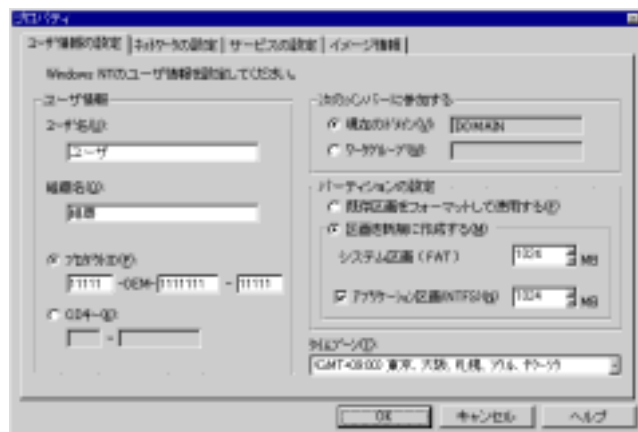 プロパティ
ユーザ情報の設定 ネットワークの設定 サービスの設定 イメージ情報
Windows NTのユーザ情報を設定してください。
ユーザ情報
ユーザ名(U):
ユーザ
組織名(O):
組織
プロダクトID(P):
11111 -OEM- 1111111 - 11111
CDキー(K):
-
次のメンバーに参加する
現在のドメイン(A): DOMAIN
ワークグループ(W):
パーティションの設定
既存区画をフォーマットして使用する(F)
区画を新規に作成する(M)
システム区画（FAT） 1024 MB
アプリケーション区画(NTFS)(N) 1024 MB
タイムゾーン(T):
(GMT+09:00) 東京、大阪、札幌、ソウル、ヤクーツク
OK キャンセル ヘルプ